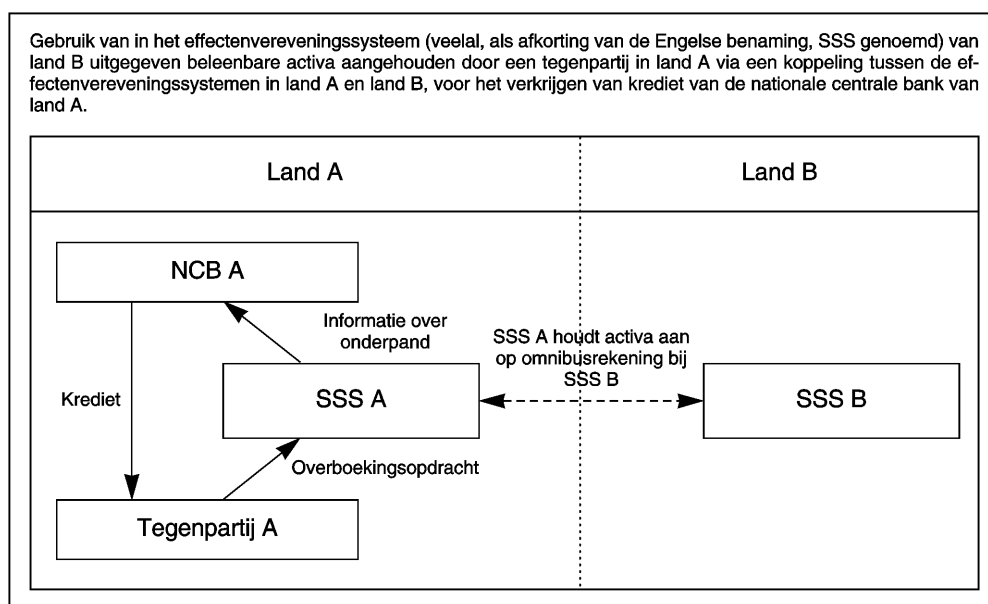 Gebruik van in het effectenvereveningssysteem (veelal, als afkorting van de Engelse benaming, SSS genoemd) van
land B uitgegeven beleenbare activa aangehouden door een tegenpartij in land A via een koppeling tussen de ef-
fectenvereveningssystemen in land A en land B, voor het verkrijgen van krediet van de nationale centrale bank van
land A.
Land A
Land B
NCB A
Informatie over
onderpand
SSS A houdt activa aan
op omnibusrekening bij
SSS B
Krediet
SSS A
SSS B
Overboekingsopdracht
Tegenpartij A